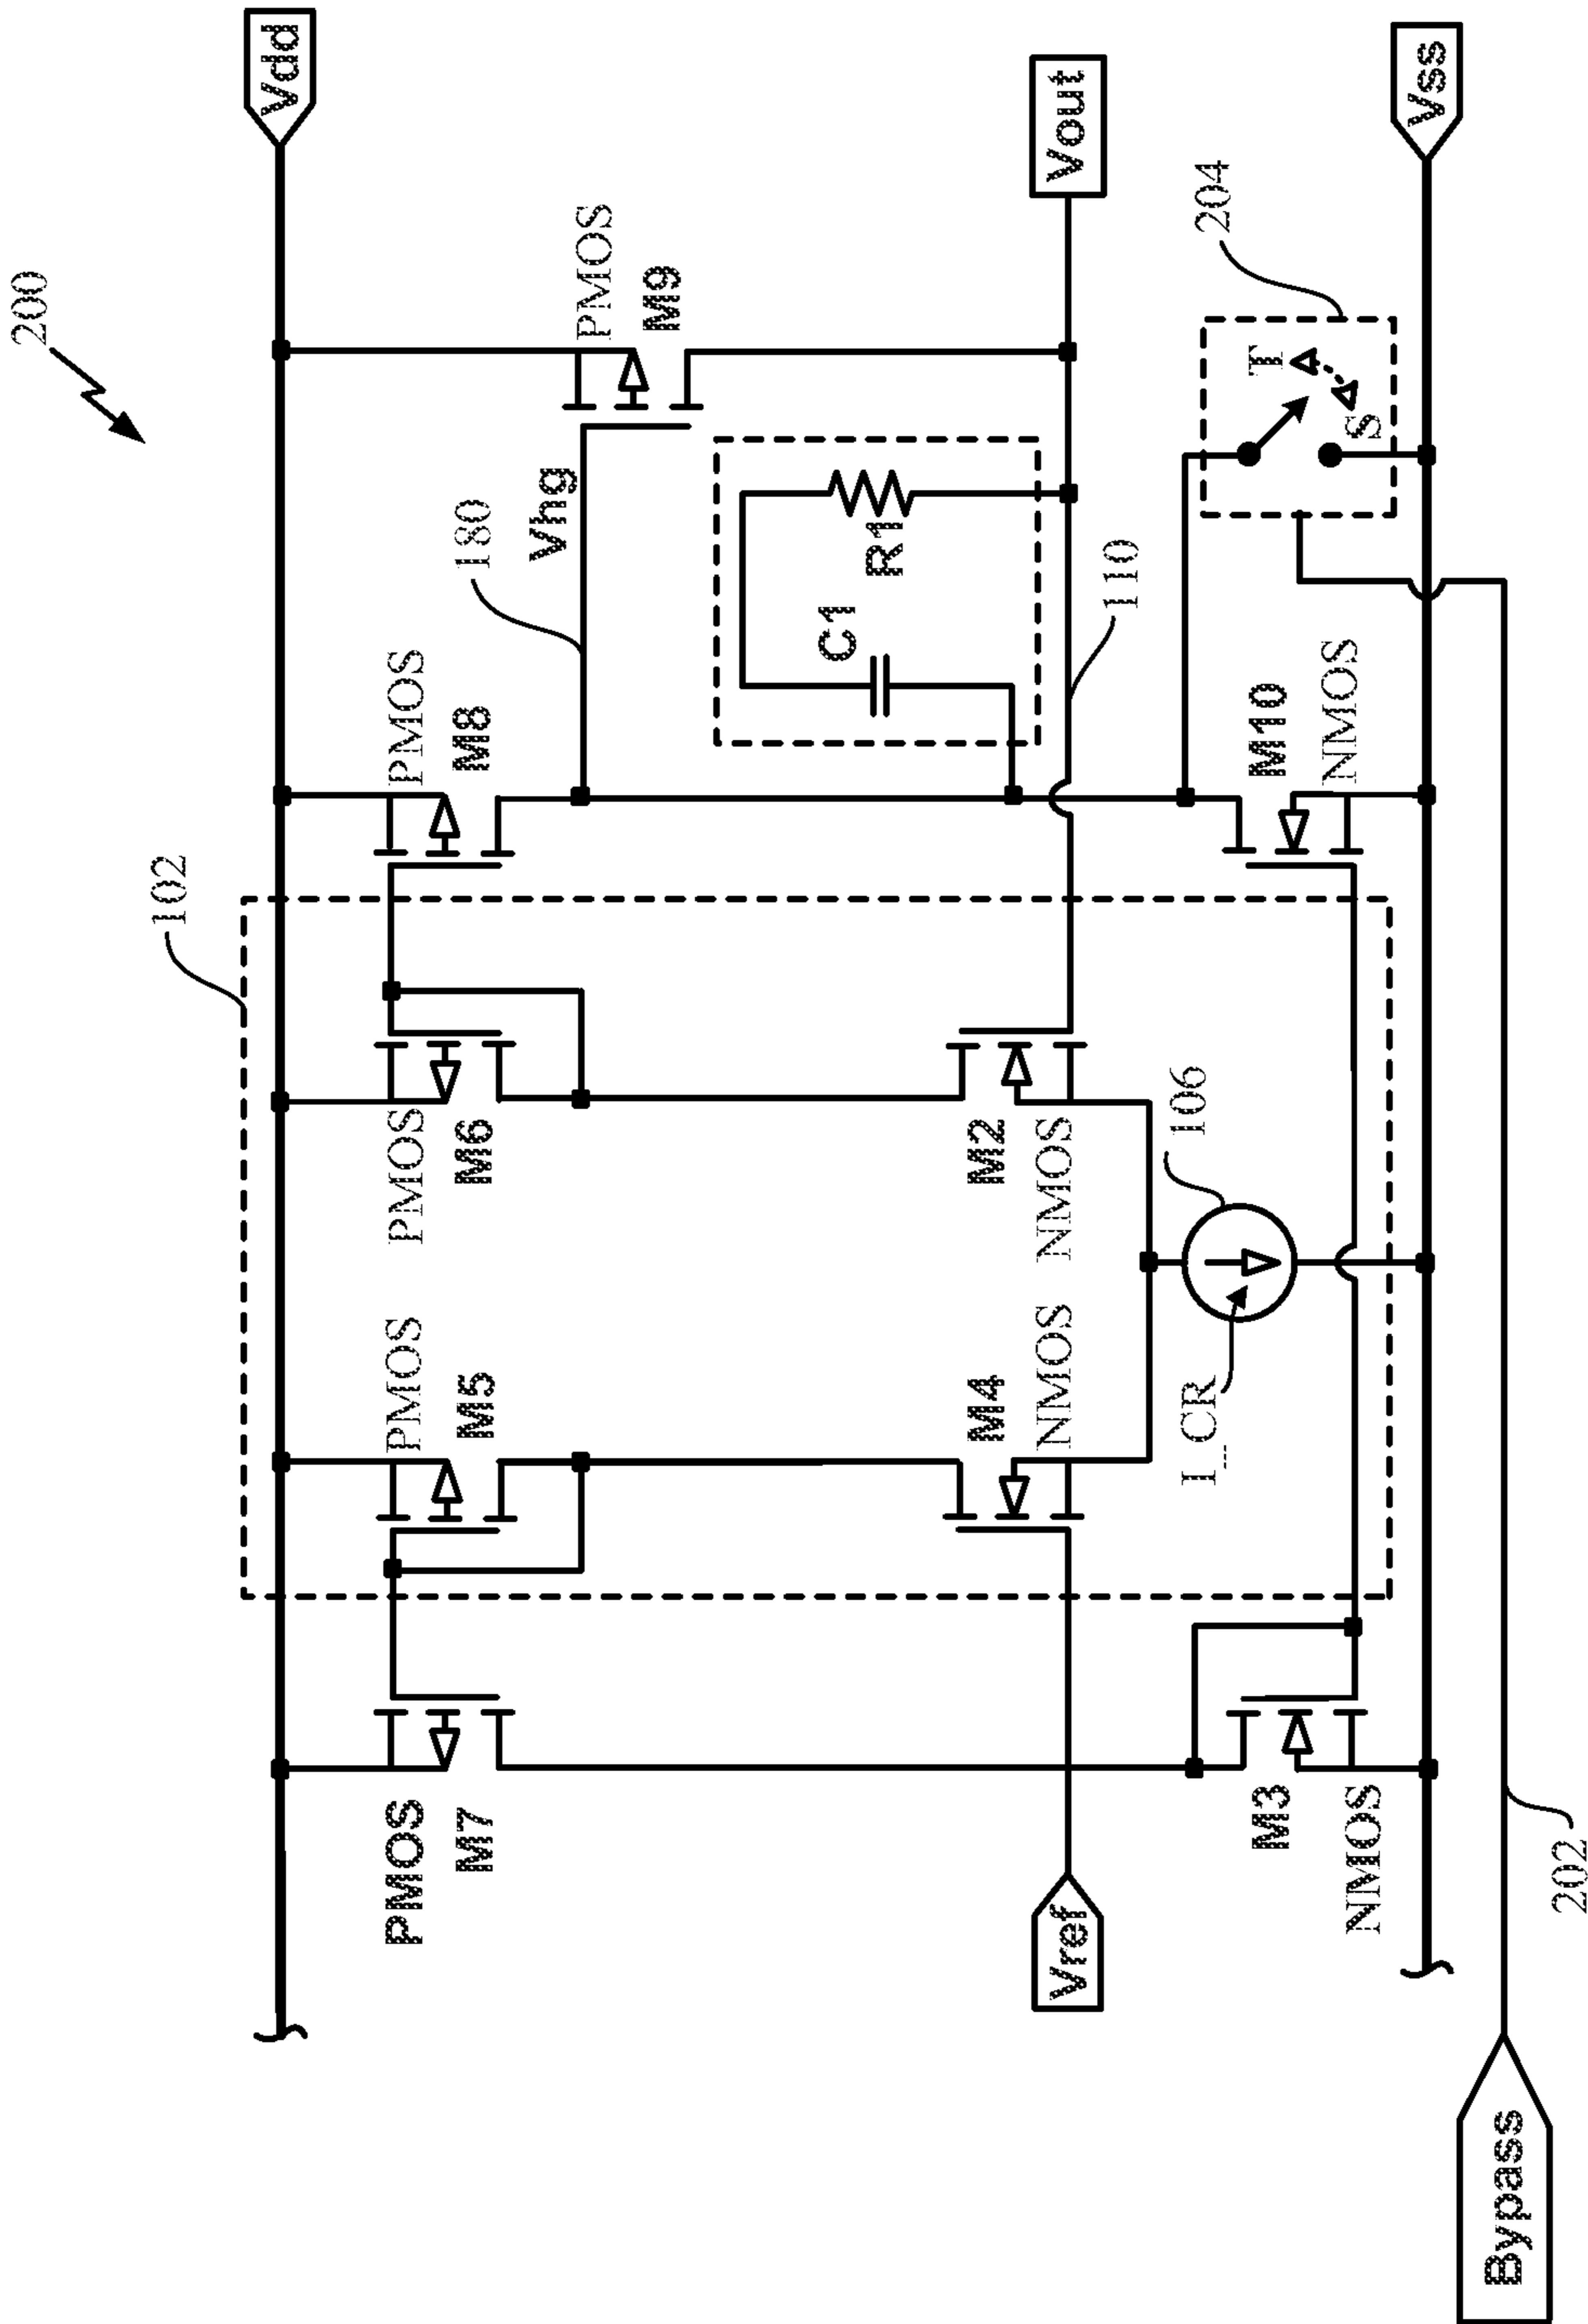 200
102
Vdd
PMOS
M7
PMOS
M5
PMOS
M6
PMOS
M8
180
Vhg
PMOS
M9
C1
R1
Vref
M4
NMOS
M2
NMOS
110
Vout
I_CR
106
M3
NMOS
M10
NMOS
T
S
204
Vss
202
Bypass